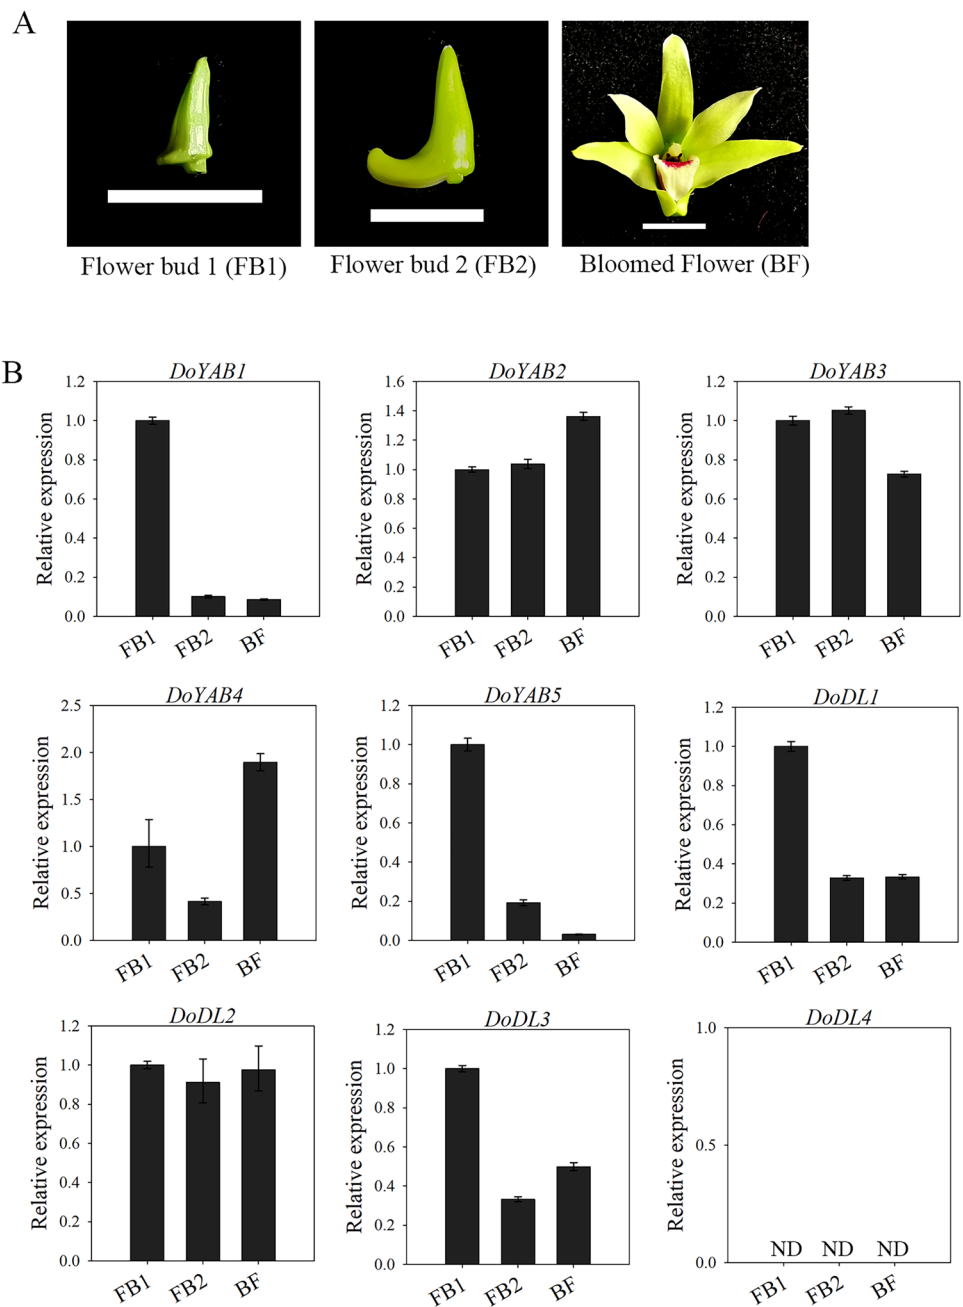 A
Flower bud 1 (FB1)
Flower bud 2 (FB2)
Bloomed Flower (BF)
B
DoYAB1
Relative expression
1.2
1.0
0.8
0.6
0.4
0.2
0.0
FB1
FB2
BF
DoYAB2
Relative expression
1.6
1.4
1.2
1.0
0.8
0.6
0.4
0.2
0.0
FB1
FB2
BF
DoYAB3
Relative expression
1.2
1.0
0.8
0.6
0.4
0.2
0.0
FB1
FB2
BF
DoYAB4
Relative expression
2.5
2.0
1.5
1.0
0.5
0.0
FB1
FB2
BF
DoYAB5
Relative expression
1.2
1.0
0.8
0.6
0.4
0.2
0.0
FB1
FB2
BF
DoDL1
Relative expression
1.2
1.0
0.8
0.6
0.4
0.2
0.0
FB1
FB2
BF
DoDL2
Relative expression
1.2
1.0
0.8
0.6
0.4
0.2
0.0
FB1
FB2
BF
DoDL3
Relative expression
1.2
1.0
0.8
0.6
0.4
0.2
0.0
FB1
FB2
BF
DoDL4
Relative expression
1.0
0.5
0.0
ND ND ND
FB1
FB2
BF